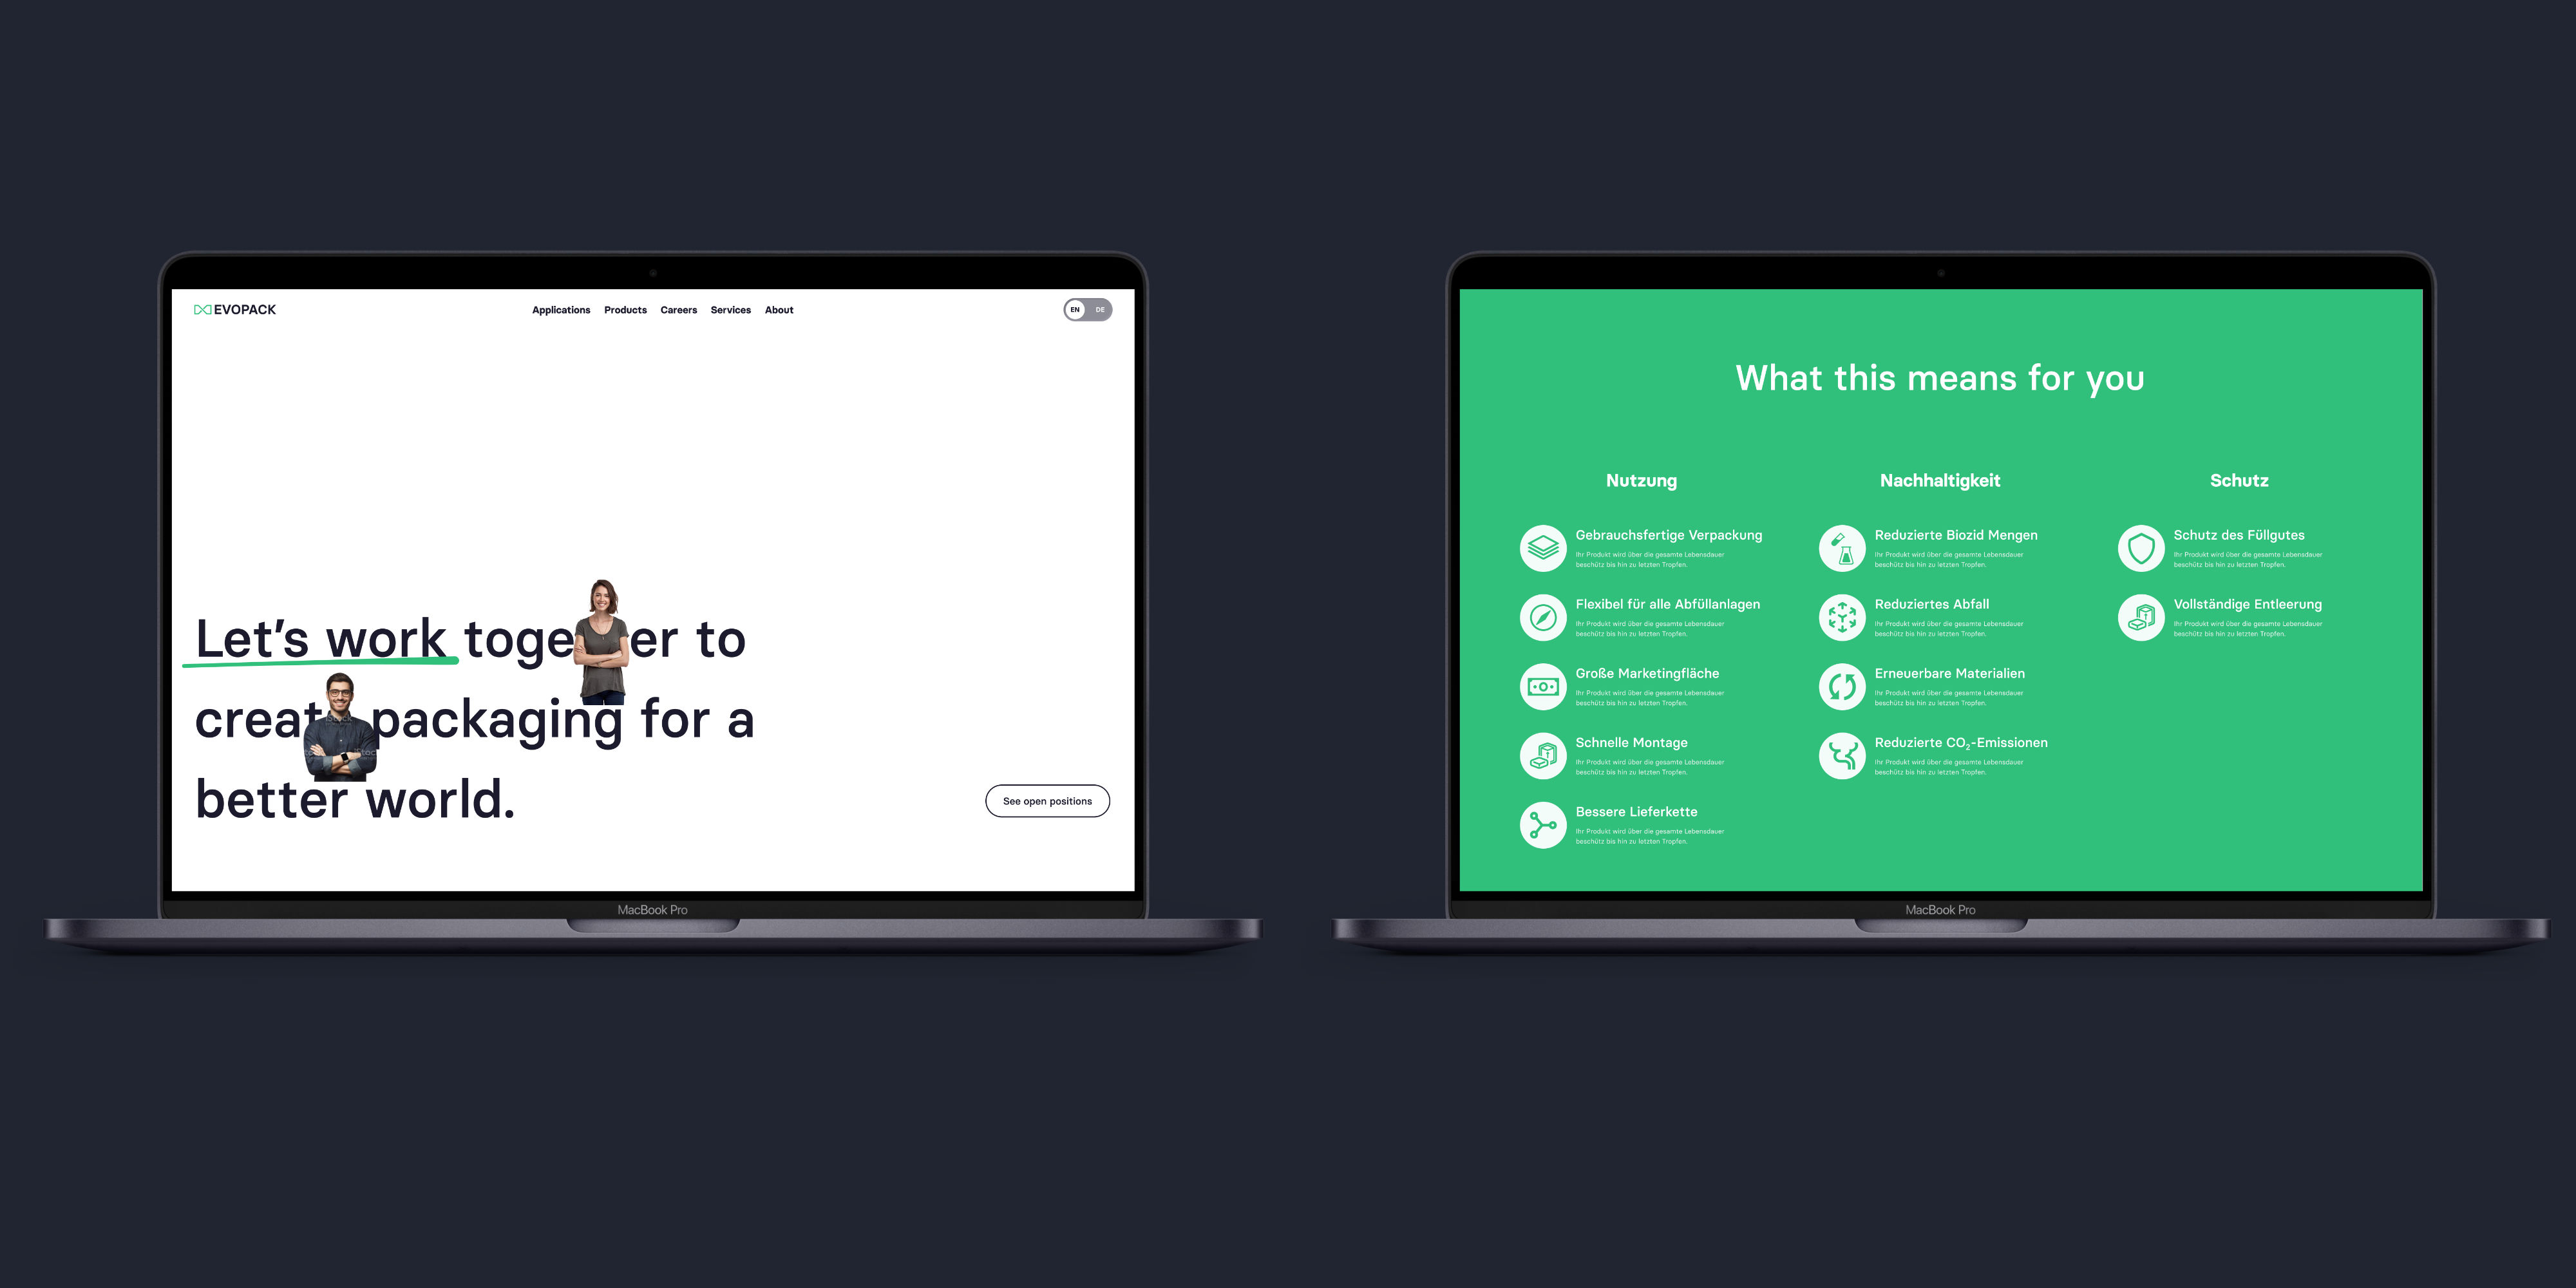 EVOPACK
Applications Products Careers Services About
EN DE
Let's work toge er to
creat packaging for a
better world.
See open positions
MacBook Pro
What this means for you
Nutzung
Gebrauchsfertige Verpackung
Ihr Produkt wird über die gesamte Lebensdauer
beschütz bis hin zu letzten Tropfen.
Flexibel für alle Abfüllanlagen
Ihr Produkt wird über die gesamte Lebensdauer
beschütz bis hin zu letzten Tropfen.
Große Marketingfläche
Ihr Produkt wird über die gesamte Lebensdauer
beschütz bis hin zu letzten Tropfen.
Schnelle Montage
Ihr Produkt wird über die gesamte Lebensdauer
beschütz bis hin zu letzten Tropfen.
Bessere Lieferkette
Ihr Produkt wird über die gesamte Lebensdauer
beschütz bis hin zu letzten Tropfen.
Nachhaltigkeit
Reduzierte Biozid Mengen
Ihr Produkt wird über die gesamte Lebensdauer
beschütz bis hin zu letzten Tropfen.
Reduziertes Abfall
Ihr Produkt wird über die gesamte Lebensdauer
beschütz bis hin zu letzten Tropfen.
Erneuerbare Materialien
Ihr Produkt wird über die gesamte Lebensdauer
beschütz bis hin zu letzten Tropfen.
Reduzierte CO₂-Emissionen
Ihr Produkt wird über die gesamte Lebensdauer
beschütz bis hin zu letzten Tropfen.
Schutz
Schutz des Füllgutes
Ihr Produkt wird über die gesamte Lebensdauer
beschütz bis hin zu letzten Tropfen.
Vollständige Entleerung
Ihr Produkt wird über die gesamte Lebensdauer
beschütz bis hin zu letzten Tropfen.
MacBook Pro